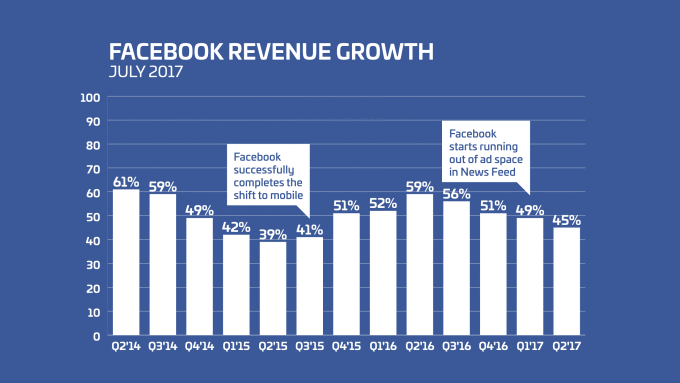 FACEBOOK REVENUE GROWTH
JULY 2017
100
90
80
70
60
50
40
30
20
10
0
Facebook
successfully
completes the
shift to mobile
Facebook
starts running
out of ad space
in News Feed
61% 59% 49% 42% 39% 41% 51% 52% 59% 56% 51% 49% 45%
Q2'14 Q3'14 Q4'14 Q1'15 Q2'15 Q3'15 Q4'15 Q1'16 Q2'16 Q3'16 Q4'16 Q1'17 Q2'17